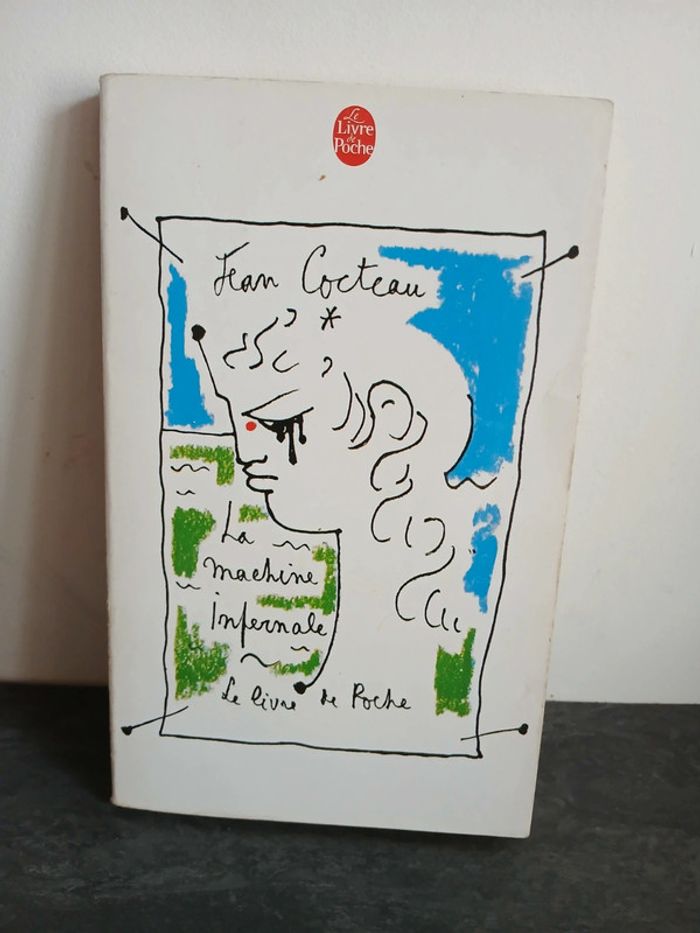 Le
Livre
de
Poche
Jean Cocteau
*
La
machine
infernale
Le livre de Poche